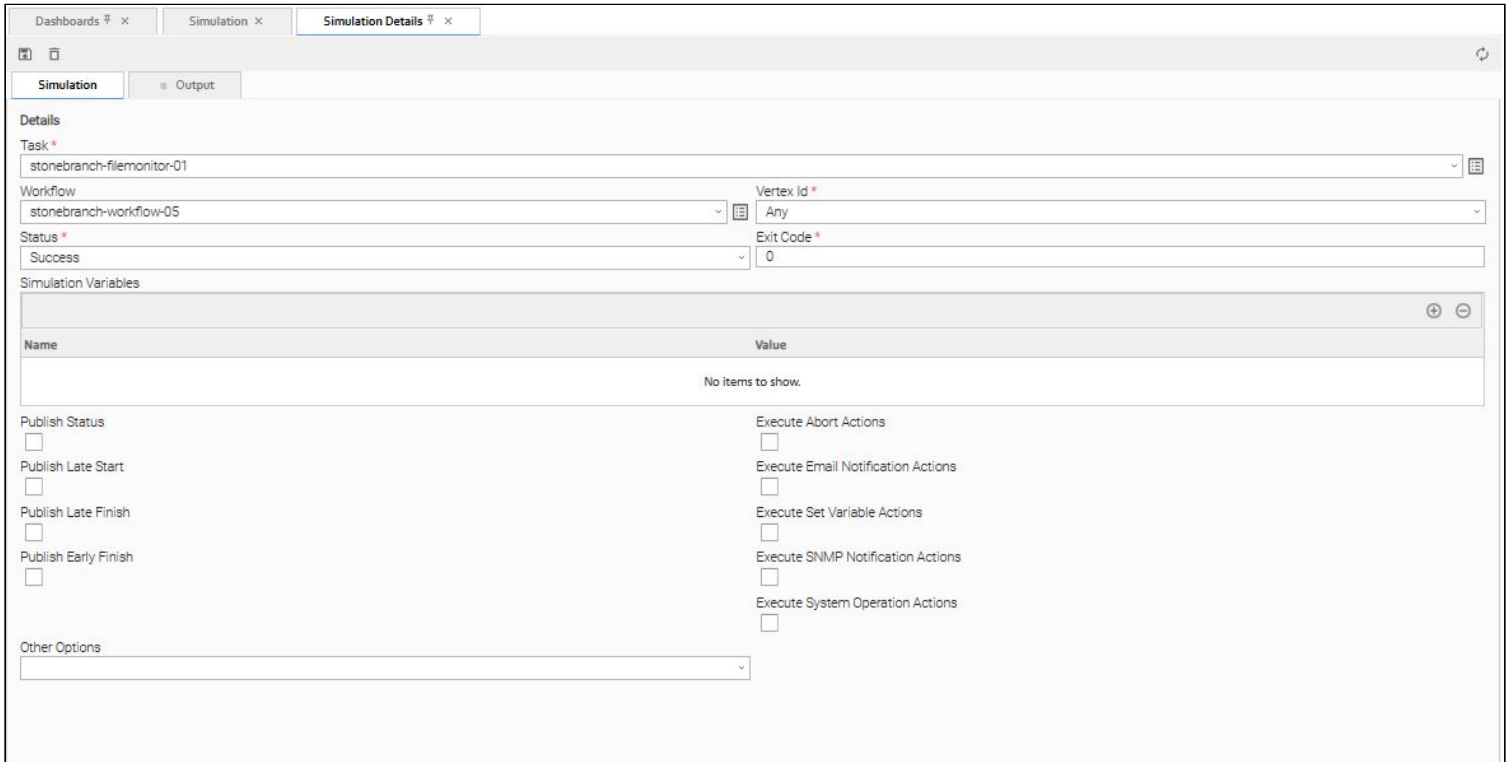 Dashboards
Simulation
Simulation Details
Simulation
Output
Details
Task *
stonebranch-filemonitor-01
Workflow
Vertex Id *
stonebranch-workflow-05
Any
Status *
Exit Code *
Success
0
Simulation Variables
Name
Value
No items to show.
Publish Status
Execute Abort Actions
Publish Late Start
Execute Email Notification Actions
Publish Late Finish
Execute Set Variable Actions
Publish Early Finish
Execute SNMP Notification Actions
Execute System Operation Actions
Other Options